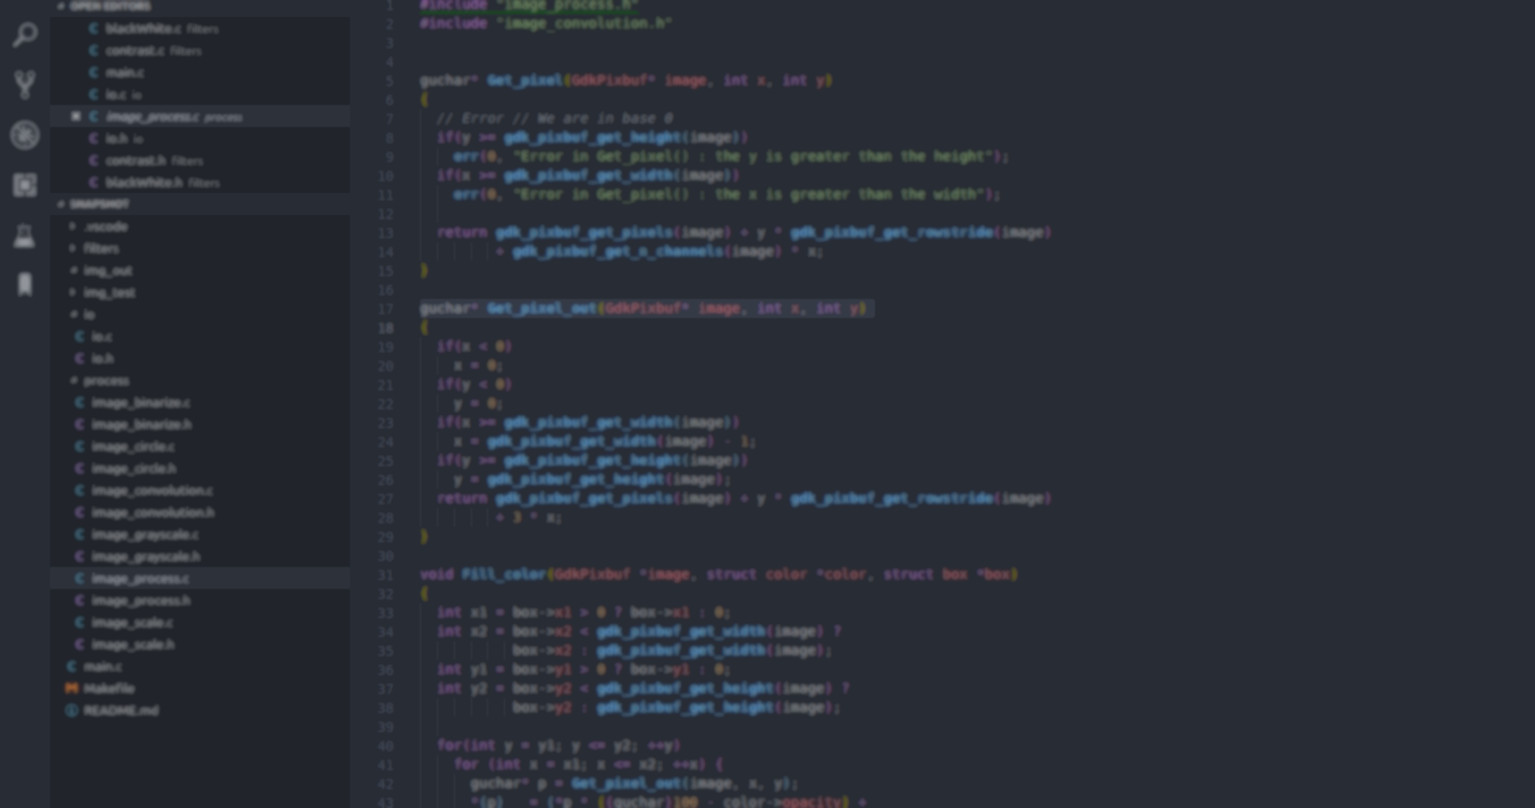 OPEN EDITORS
blackWhite.c filters
contrast.c filters
main.c
io.c io
image_process.c process
io.h io
contrast.h filters
blackWhite.h filters
SNAPSHOT
.vscode
filters
img_out
img_test
io
io.c
io.h
process
image_binarize.c
image_binarize.h
image_circle.c
image_circle.h
image_convolution.c
image_convolution.h
image_grayscale.c
image_grayscale.h
image_process.c
image_process.h
image_scale.c
image_scale.h
main.c
Makefile
README.md
1 #include "image_process.h"
2 #include "image_convolution.h"
3
4
5 guchar* Get_pixel(GdkPixbuf* image, int x, int y)
6 {
7 // Error // We are in base 0
8 if(y >= gdk_pixbuf_get_height(image))
9 err(0, "Error in Get_pixel() : the y is greater than the height");
10 if(x >= gdk_pixbuf_get_width(image))
11 err(0, "Error in Get_pixel() : the x is greater than the width");
12
13 return gdk_pixbuf_get_pixels(image) + y * gdk_pixbuf_get_rowstride(image)
14 + gdk_pixbuf_get_n_channels(image) * x;
15 }
16
17 guchar* Get_pixel_out(GdkPixbuf* image, int x, int y)
18 {
19 if(x < 0)
20 x = 0;
21 if(y < 0)
22 y = 0;
23 if(x >= gdk_pixbuf_get_width(image))
24 x = gdk_pixbuf_get_width(image) - 1;
25 if(y >= gdk_pixbuf_get_height(image))
26 y = gdk_pixbuf_get_height(image);
27 return gdk_pixbuf_get_pixels(image) + y * gdk_pixbuf_get_rowstride(image)
28 + 3 * x;
29 }
30
31 void Fill_color(GdkPixbuf *image, struct color *color, struct box *box)
32 {
33 int x1 = box->x1 > 0 ? box->x1 : 0;
34 int x2 = box->x2 < gdk_pixbuf_get_width(image) ?
35 box->x2 : gdk_pixbuf_get_width(image);
36 int y1 = box->y1 > 0 ? box->y1 : 0;
37 int y2 = box->y2 < gdk_pixbuf_get_height(image) ?
38 box->y2 : gdk_pixbuf_get_height(image);
39
40 for(int y = y1; y <= y2; ++y)
41 for (int x = x1; x <= x2; ++x) {
42 guchar* p = Get_pixel_out(image, x, y);
43 *(p) = (*p * ((guchar)100 - color->opacity) +